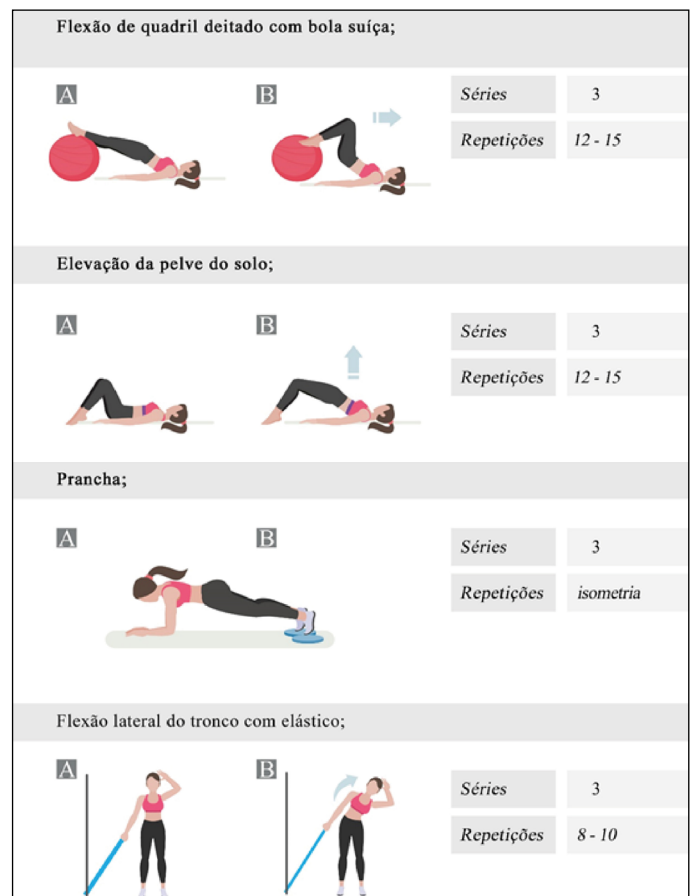 Flexão de quadril deitado com bola suíça;
A B
Séries 3
Repetições 12 - 15
Elevação da pelve do solo;
A B
Séries 3
Repetições 12 - 15
Prancha;
A B
Séries 3
Repetições isometria
Flexão lateral do tronco com elástico;
A B
Séries 3
Repetições 8 - 10